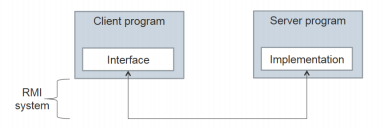 Client program
Server program
Interface
Implementation
RMI
system